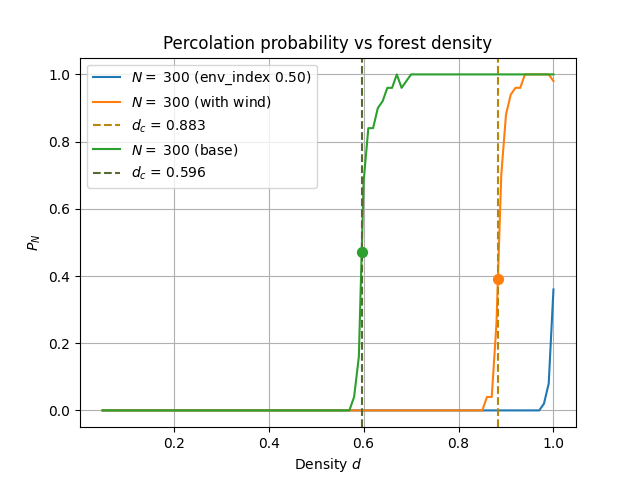 Percolation probability vs forest density
N = 300 (env_index 0.50)
N = 300 (with wind)
d_c = 0.883
N = 300 (base)
d_c = 0.596
P_N
1.0
0.8
0.6
0.4
0.2
0.0
0.2 0.4 0.6 0.8 1.0
Density d